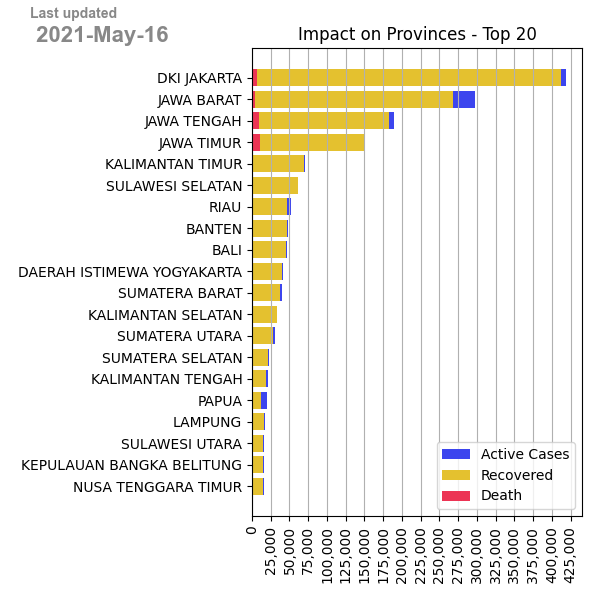 Last updated
2021-May-16
Impact on Provinces - Top 20
DKI JAKARTA
JAWA BARAT
JAWA TENGAH
JAWA TIMUR
KALIMANTAN TIMUR
SULAWESI SELATAN
RIAU
BANTEN
BALI
DAERAH ISTIMEWA YOGYAKARTA
SUMATERA BARAT
KALIMANTAN SELATAN
SUMATERA UTARA
SUMATERA SELATAN
KALIMANTAN TENGAH
PAPUA
LAMPUNG
SULAWESI UTARA
KEPULAUAN BANGKA BELITUNG
NUSA TENGGARA TIMUR
Active Cases
Recovered
Death
0
25,000
50,000
75,000
100,000
125,000
150,000
175,000
200,000
225,000
250,000
275,000
300,000
325,000
350,000
375,000
400,000
425,000